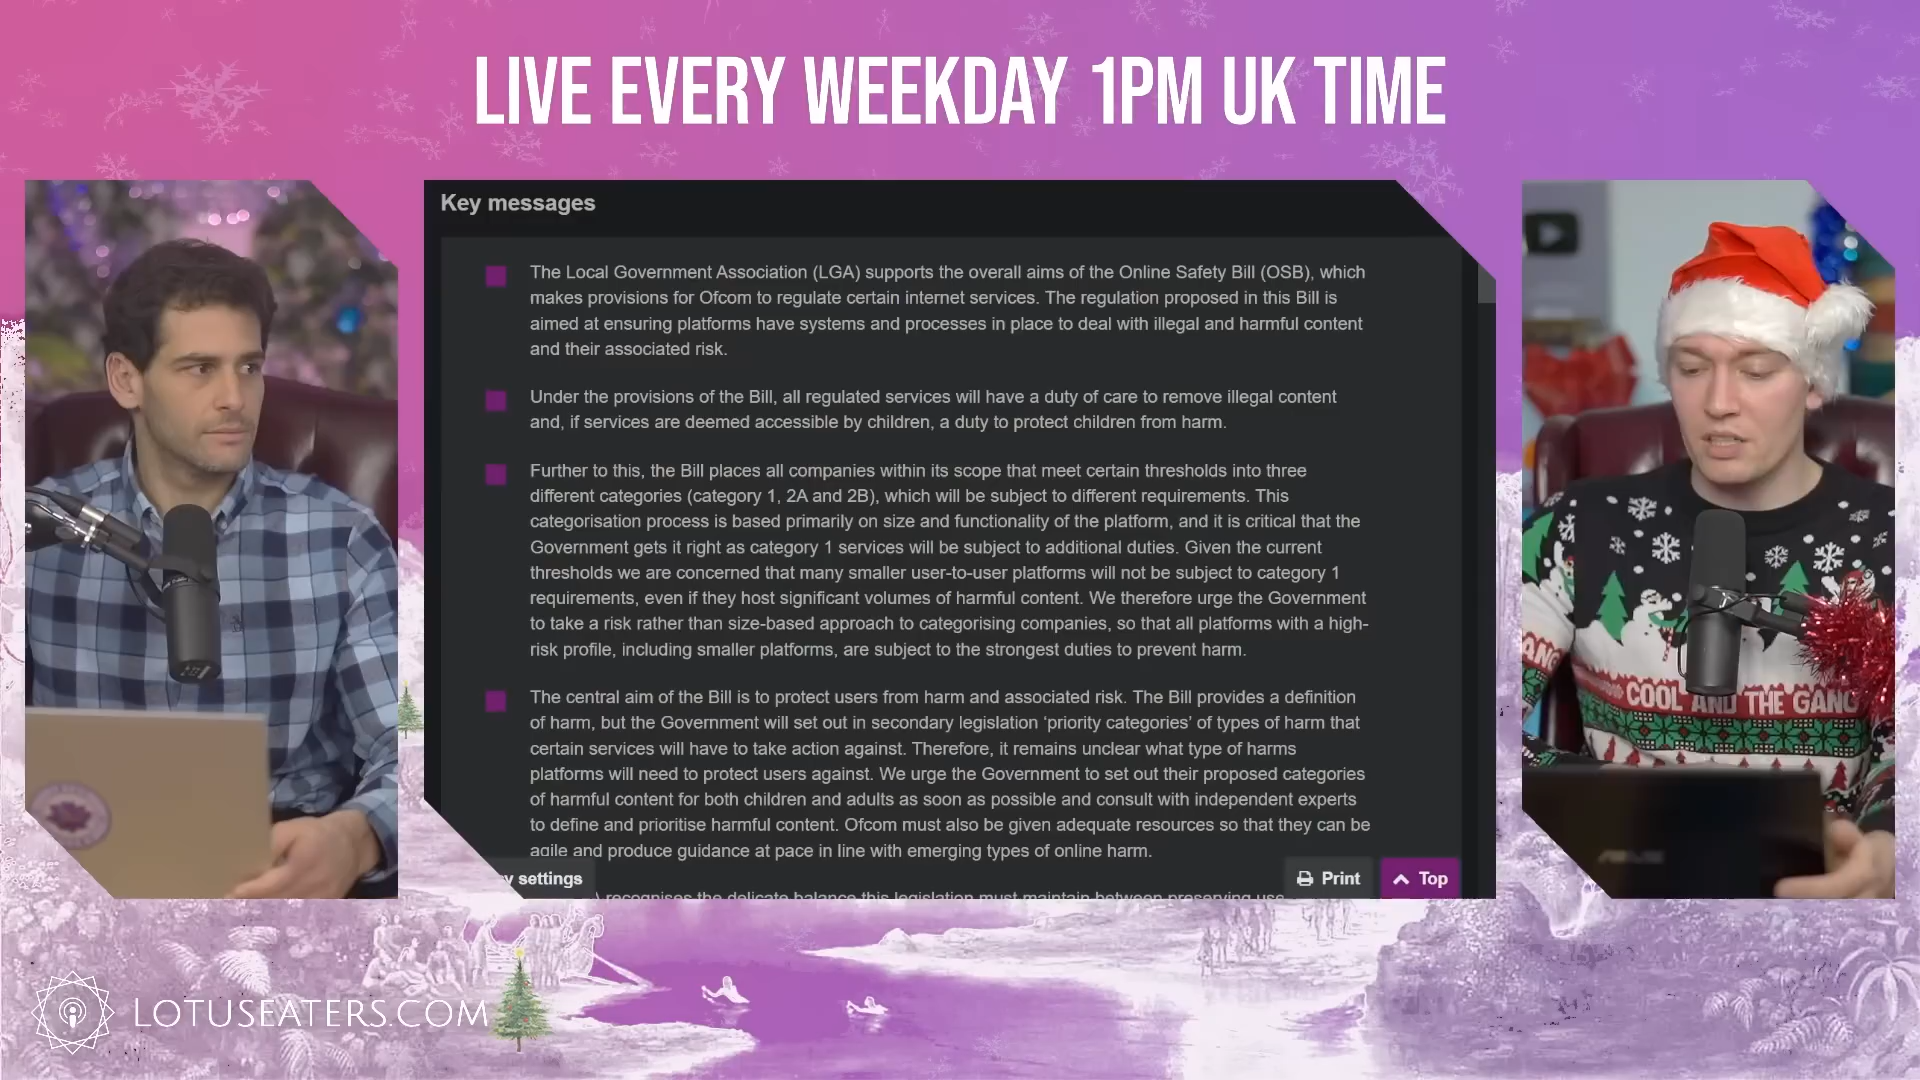 LIVE EVERY WEEKDAY 1PM UK TIME
Key messages
The Local Government Association (LGA) supports the overall aims of the Online Safety Bill (OSB), which
makes provisions for Ofcom to regulate certain internet services. The regulation proposed in this Bill is
aimed at ensuring platforms have systems and processes in place to deal with illegal and harmful content
and their associated risk.
Under the provisions of the Bill, all regulated services will have a duty of care to remove illegal content
and, if services are deemed accessible by children, a duty to protect children from harm.
Further to this, the Bill places all companies within its scope that meet certain thresholds into three
different categories (category 1, 2A and 2B), which will be subject to different requirements. This
categorisation process is based primarily on size and functionality of the platform, and it is critical that the
Government gets it right as category 1 services will be subject to additional duties. Given the current
thresholds we are concerned that many smaller user-to-user platforms will not be subject to category 1
requirements, even if they host significant volumes of harmful content. We therefore urge the Government
to take a risk rather than size-based approach to categorising companies, so that all platforms with a high-
risk profile, including smaller platforms, are subject to the strongest duties to prevent harm.
The central aim of the Bill is to protect users from harm and associated risk. The Bill provides a definition
of harm, but the Government will set out in secondary legislation ‘priority categories’ of types of harm that
certain services will have to take action against. Therefore, it remains unclear what type of harms
platforms will need to protect users against. We urge the Government to set out their proposed categories
of harmful content for both children and adults as soon as possible and consult with independent experts
to define and prioritise harmful content. Ofcom must also be given adequate resources so that they can be
agile and produce guidance at pace in line with emerging types of online harm.
y settings
Print
Top
) recognises the delicate balance this legislation must maintain between preserving use
COOL AND THE GANG
LOTUSEATERS.COM